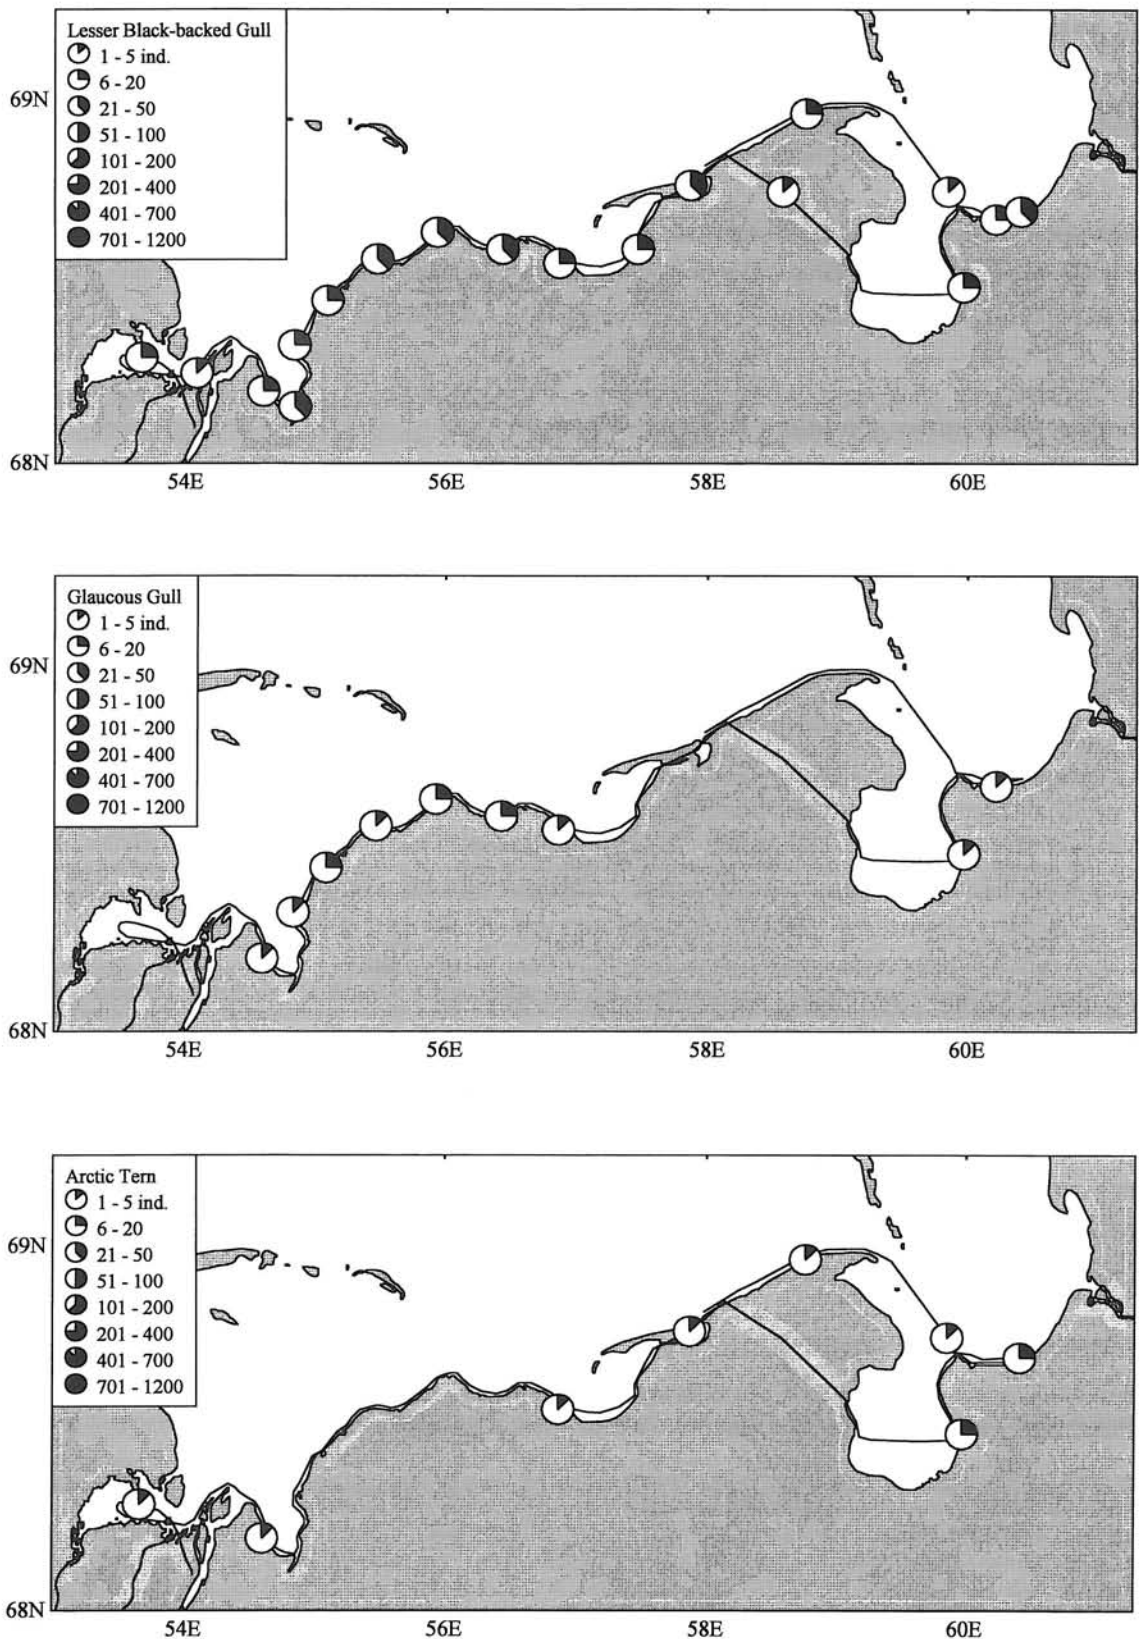 Lesser Black-backed Gull
1 - 5 ind.
6 - 20
21 - 50
51 - 100
101 - 200
201 - 400
401 - 700
701 - 1200
69N
68N
54E 56E 58E 60E
Glaucous Gull
1 - 5 ind.
6 - 20
21 - 50
51 - 100
101 - 200
201 - 400
401 - 700
701 - 1200
69N
68N
54E 56E 58E 60E
Arctic Tern
1 - 5 ind.
6 - 20
21 - 50
51 - 100
101 - 200
201 - 400
401 - 700
701 - 1200
69N
68N
54E 56E 58E 60E